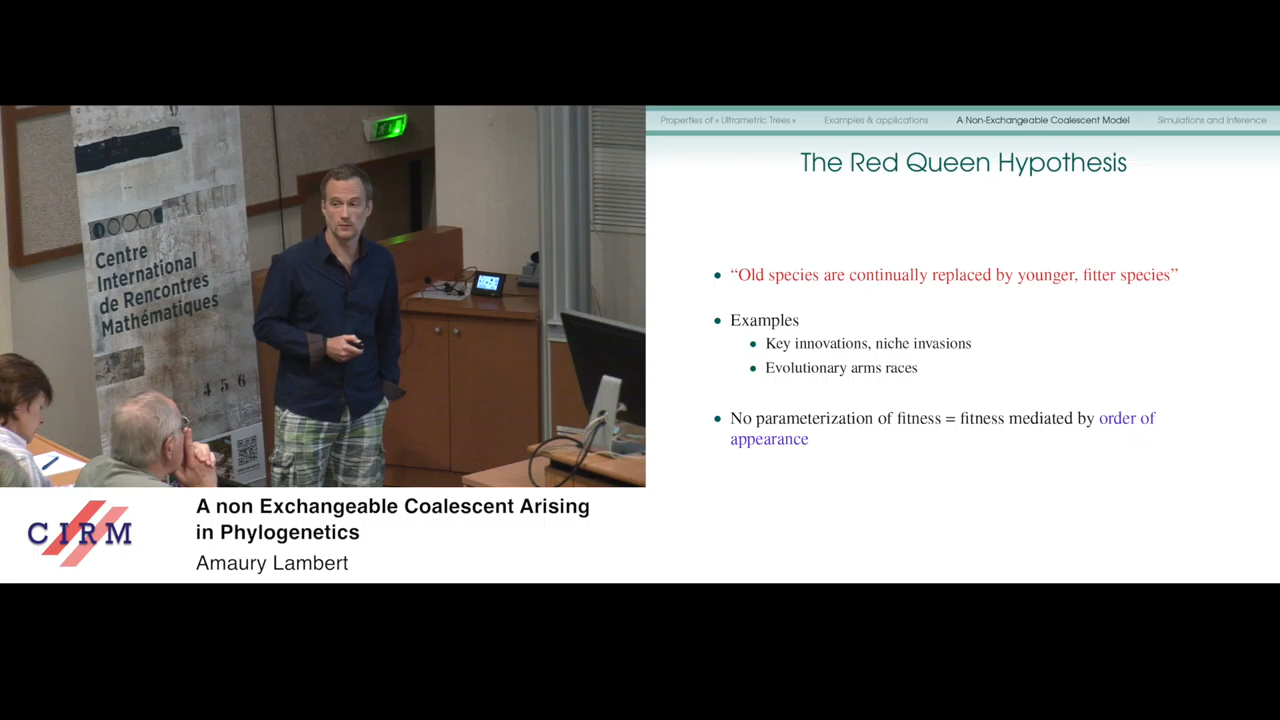 Centre
International
de Rencontres
Mathématiques
4 5 6
Properties of « Ultrametric Trees »
Examples & applications
A Non-Exchangeable Coalescent Model
Simulations and Inference
The Red Queen Hypothesis
• “Old species are continually replaced by younger, fitter species”
• Examples
• Key innovations, niche invasions
• Evolutionary arms races
• No parameterization of fitness = fitness mediated by order of
appearance
CIRM
A non Exchangeable Coalescent Arising
in Phylogenetics
Amaury Lambert